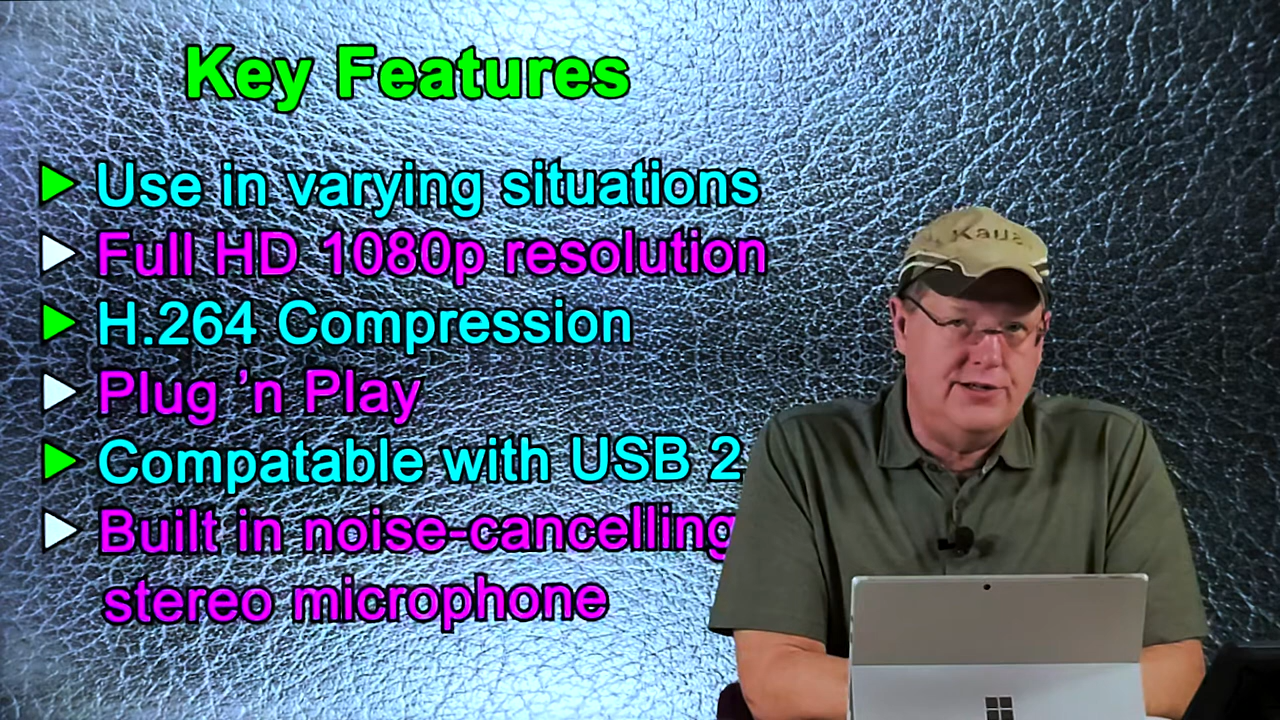 Key Features
Use in varying situations
Full HD 1080p resolution
H.264 Compression
Plug 'n Play
Compatable with USB 2
Built in noise-cancelling
stereo microphone